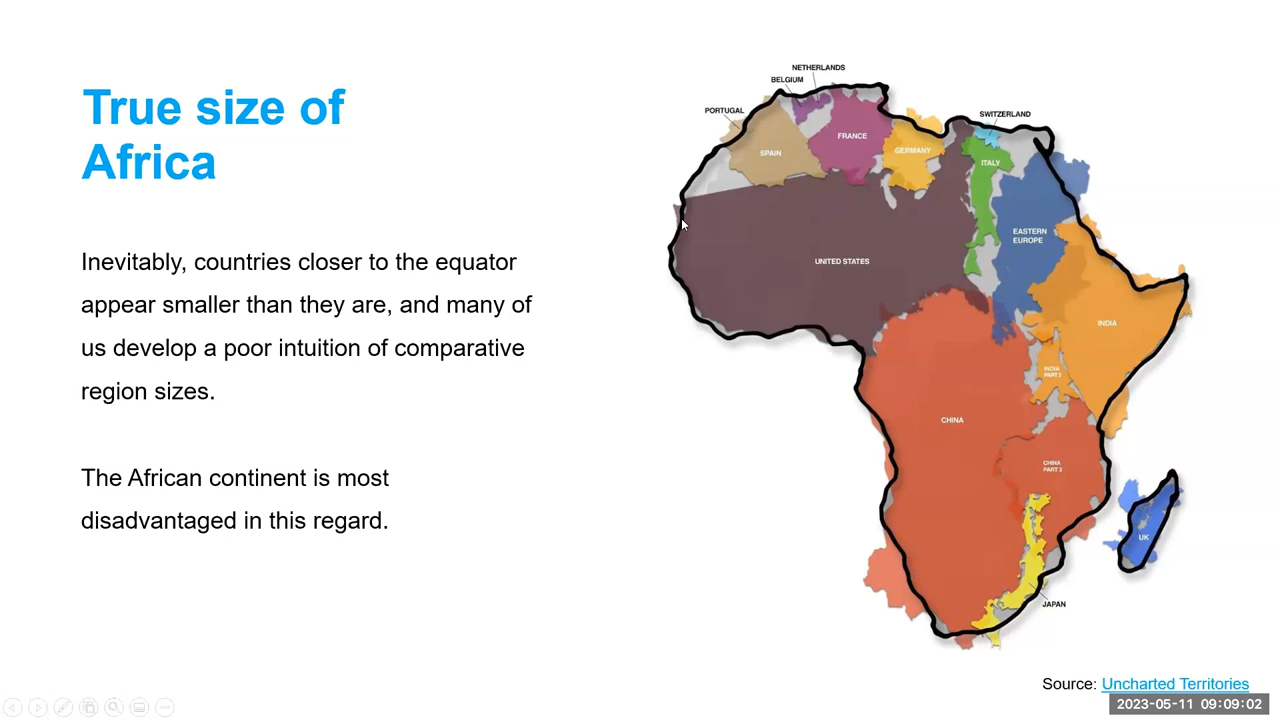 True size of
Africa
Inevitably, countries closer to the equator
appear smaller than they are, and many of
us develop a poor intuition of comparative
region sizes.
The African continent is most
disadvantaged in this regard.
NETHERLANDS
BELGIUM
PORTUGAL
SWITZERLAND
FRANCE
SPAIN
GERMANY
ITALY
EASTERN
EUROPE
UNITED STATES
INDIA
INDIA
PART 2
CHINA
CHINA
PART 2
UK
JAPAN
Source: Uncharted Territories
2023-05-11 09:09:02